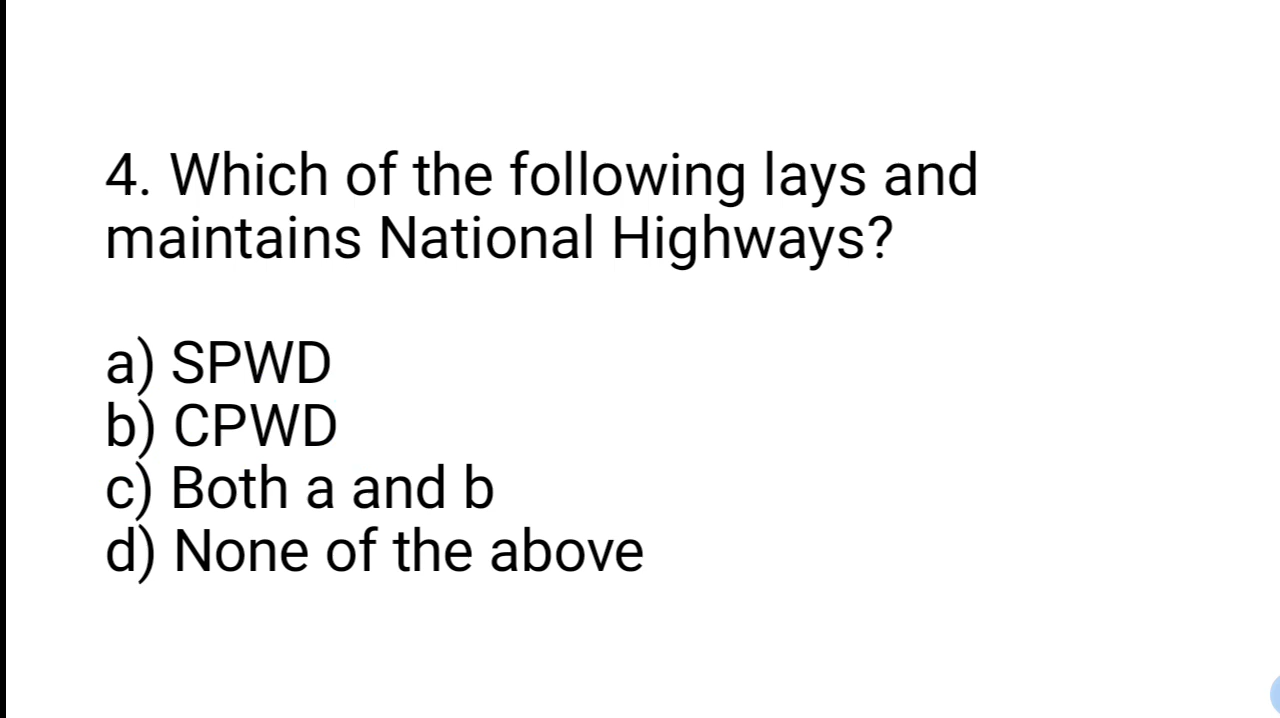 4. Which of the following lays and
maintains National Highways?
a) SPWD
b) CPWD
c) Both a and b
d) None of the above